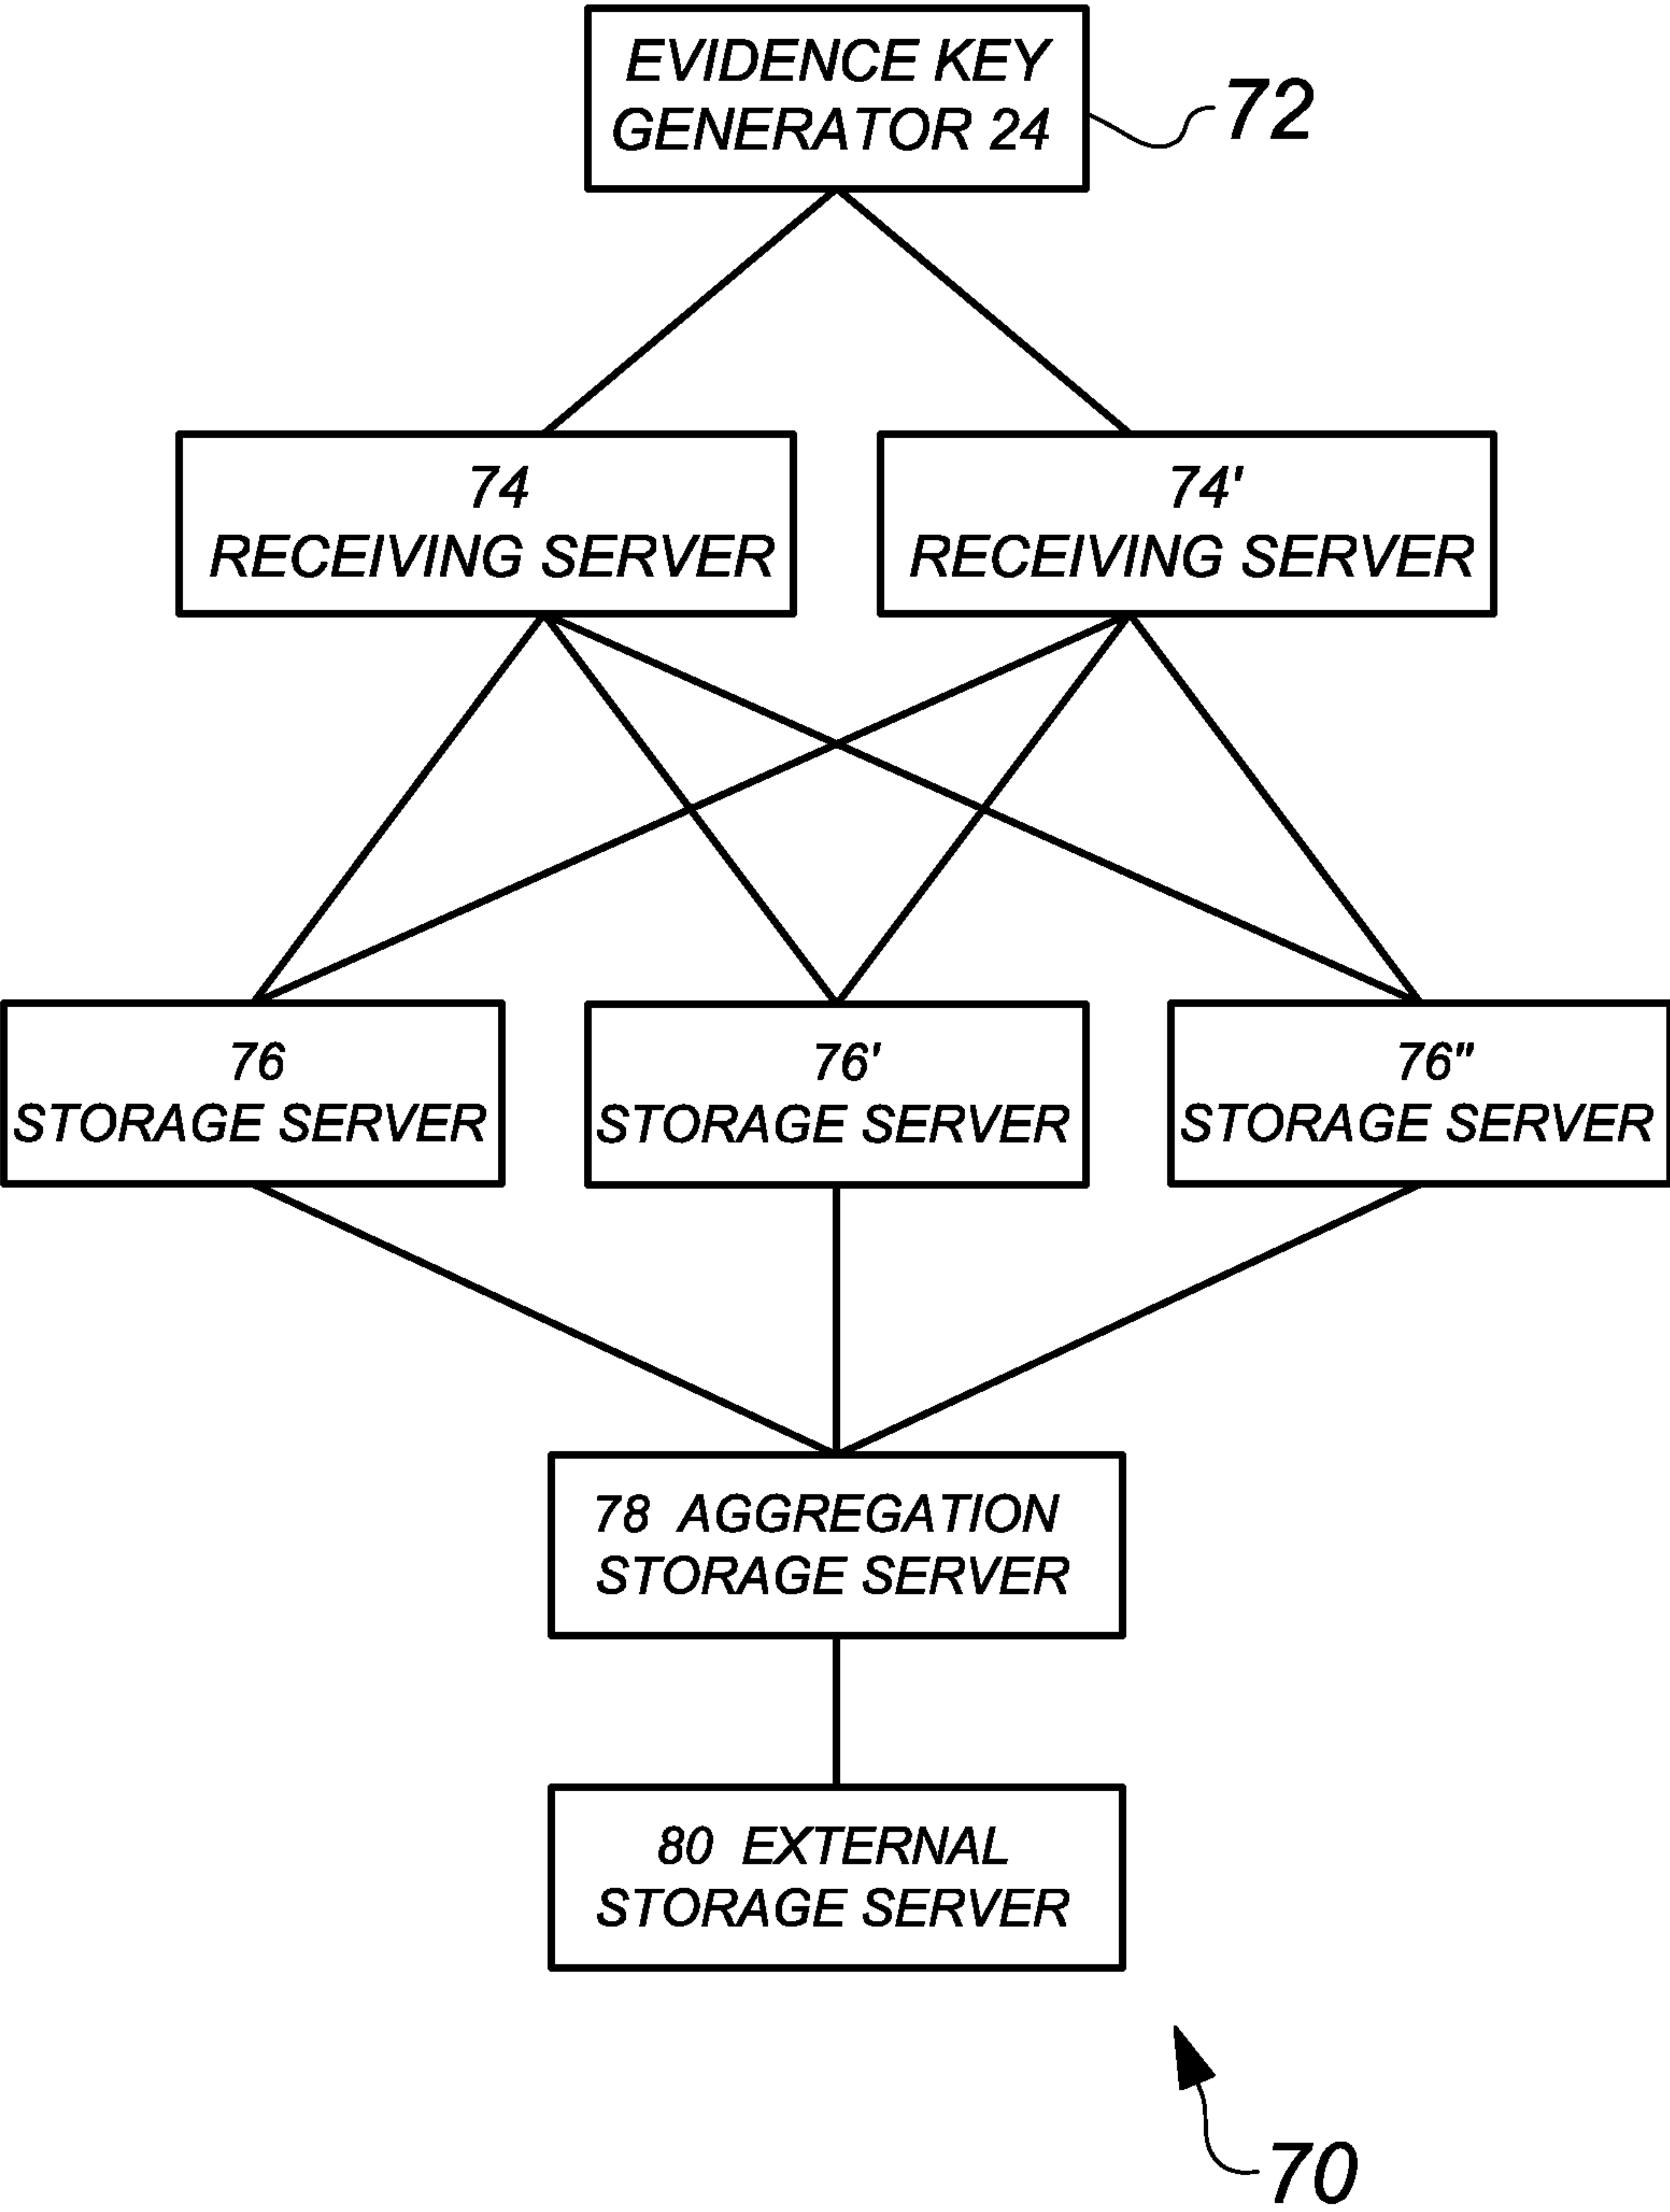 EVIDENCE KEY
GENERATOR 24
72
74
RECEIVING SERVER
74'
RECEIVING SERVER
76
STORAGE SERVER
76'
STORAGE SERVER
76"
STORAGE SERVER
78 AGGREGATION
STORAGE SERVER
80 EXTERNAL
STORAGE SERVER
70